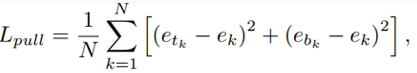 L_{pull} = \frac{1}{N} \sum_{k=1}^{N} \left[ (e_{t_k} - e_k)^2 + (e_{b_k} - e_k)^2 \right],